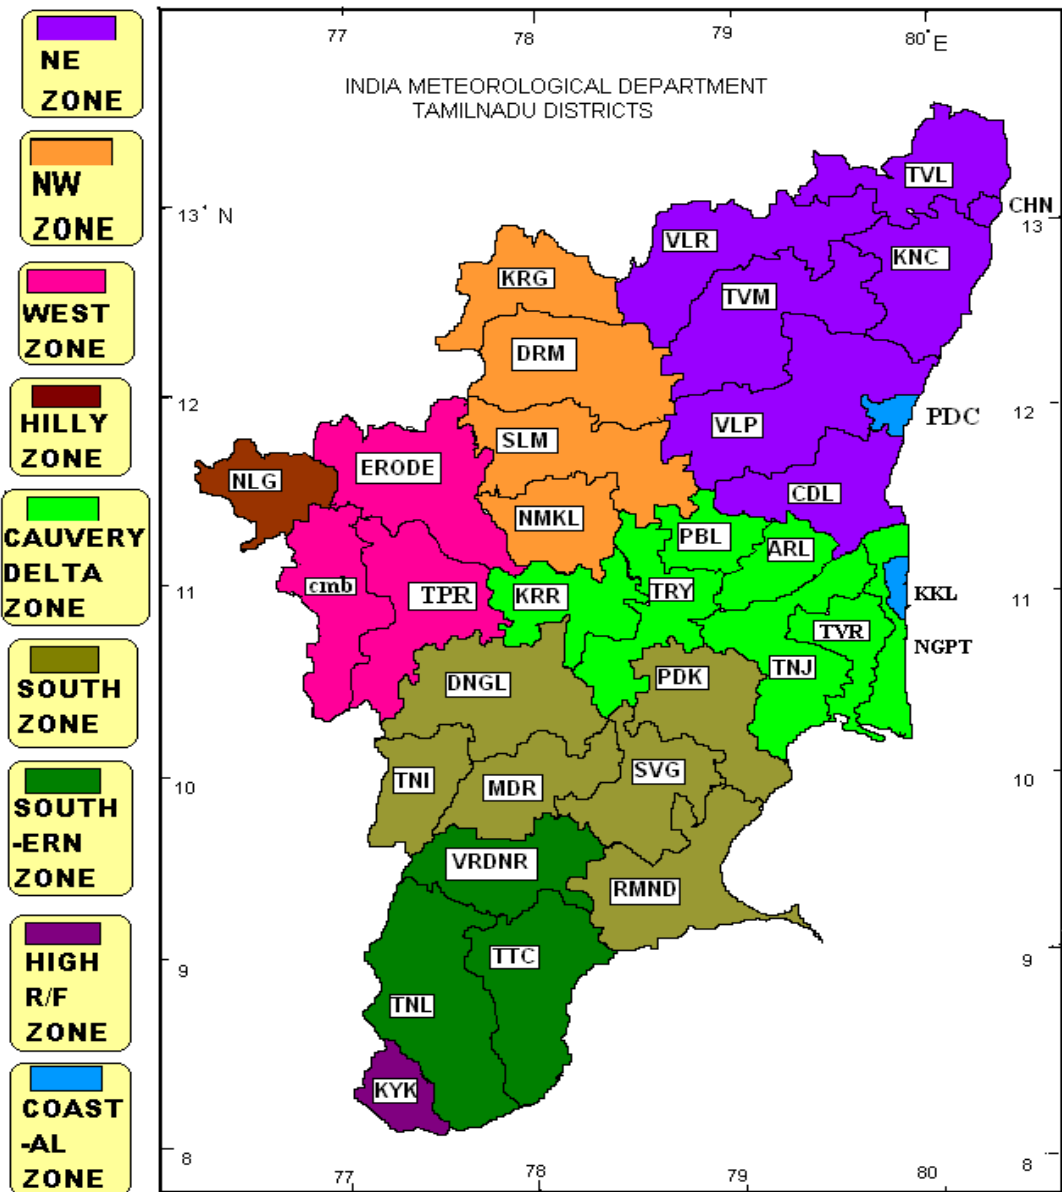 NE
ZONE
NW
ZONE
WEST
ZONE
HILLY
ZONE
CAUVERY
DELTA
ZONE
SOUTH
ZONE
SOUTH
-ERN
ZONE
HIGH
R/F
ZONE
COAST
-AL
ZONE
77 78 79 80° E
INDIA METEOROLOGICAL DEPARTMENT
TAMILNADU DISTRICTS
TVL
13° N
CHN
13
VLR
KNC
KRG
TVM
DRM
12
12
VLP
PDC
SLM
ERODE
NLG
CDL
NMKL
PBL
ARL
11
cmb
TPR
KRR
TRY
KKL
11
TVR
NGPT
TNJ
DNGL
PDK
10
TNI
MDR
SVG
10
VRDNR
RMND
9
TTC
9
TNL
KYK
8
8
77 78 79 80